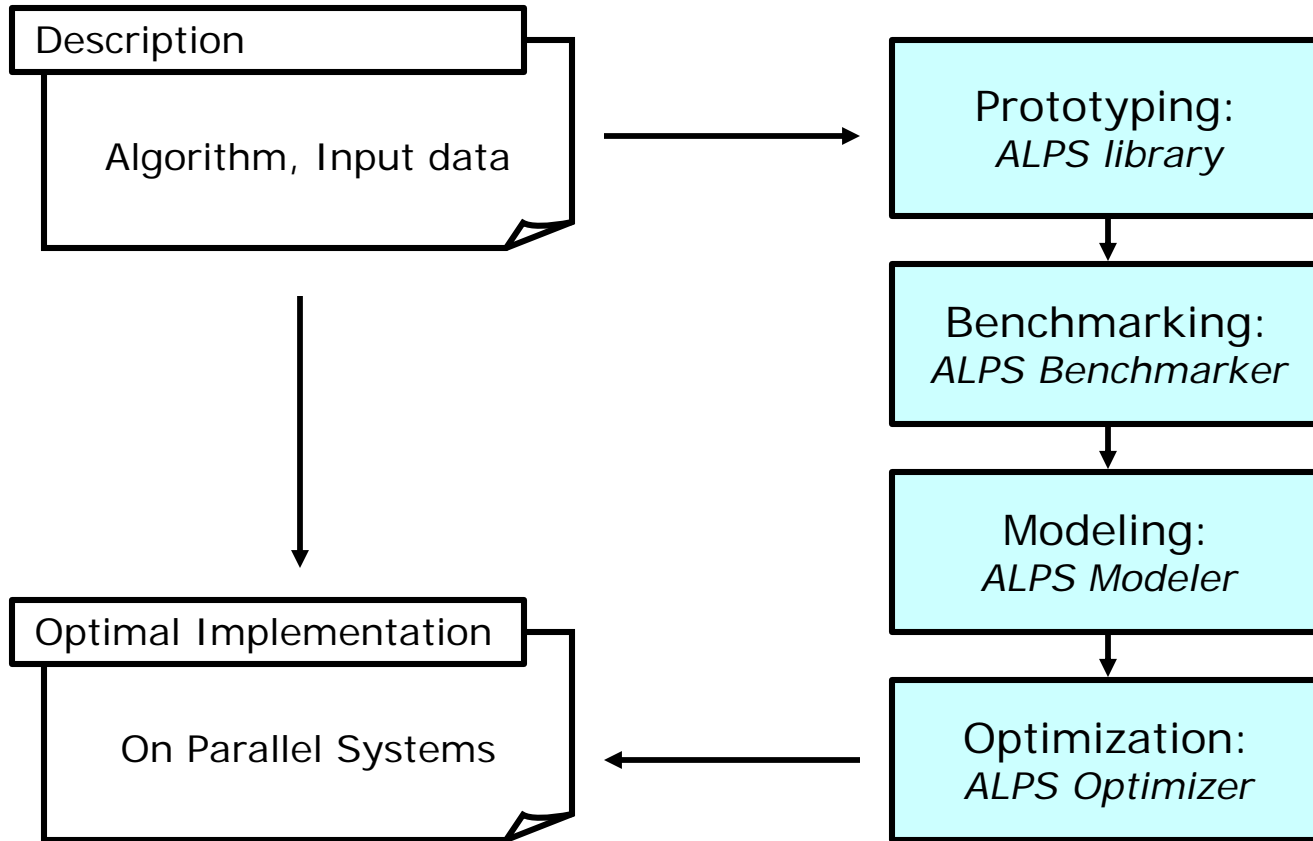 Description
Algorithm, Input data
Prototyping:
ALPS library
Benchmarking:
ALPS Benchmarker
Modeling:
ALPS Modeler
Optimal Implementation
On Parallel Systems
Optimization:
ALPS Optimizer